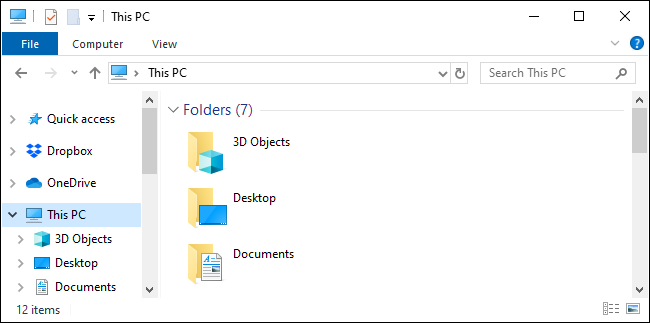 This PC
File Computer View
This PC
Search This PC
Quick access
Dropbox
OneDrive
This PC
3D Objects
Desktop
Documents
Folders (7)
3D Objects
Desktop
Documents
12 items